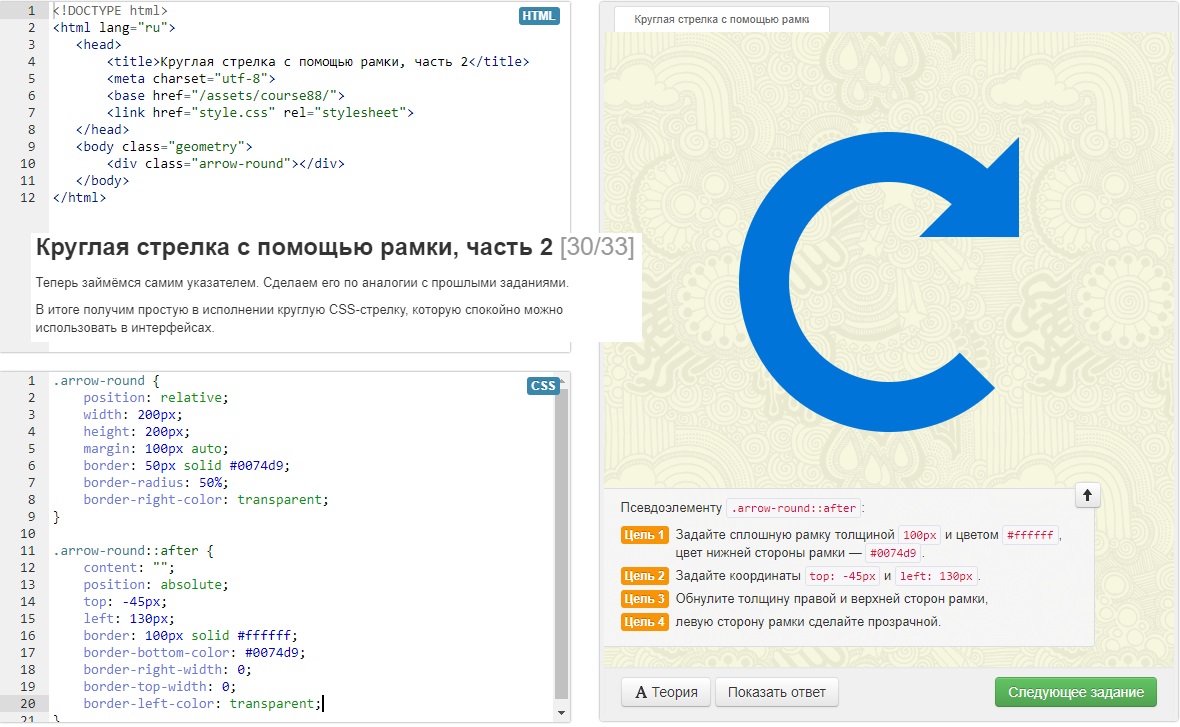 1 <!DOCTYPE html>
HTML
2 <html lang="ru">
3 <head>
4 <title>Круглая стрелка с помощью рамки, часть 2</title>
5 <meta charset="utf-8">
6 <base href="/assets/course88/">
7 <link href="style.css" rel="stylesheet">
8 </head>
9 <body class="geometry">
10 <div class="arrow-round"></div>
11 </body>
12 </html>
Круглая стрелка с помощью рамки, часть 2 [30/33]
Теперь займёмся самим указателем. Сделаем его по аналогии с прошлыми заданиями.
В итоге получим простую в исполнении круглую CSS-стрелку, которую спокойно можно
использовать в интерфейсах.
1 .arrow-round {
CSS
2 position: relative;
3 width: 200px;
4 height: 200px;
5 margin: 100px auto;
6 border: 50px solid #0074d9;
7 border-radius: 50%;
8 border-right-color: transparent;
9 }
10
11 .arrow-round::after {
12 content: "";
13 position: absolute;
14 top: -45px;
15 left: 130px;
16 border: 100px solid #ffffff;
17 border-bottom-color: #0074d9;
18 border-right-width: 0;
19 border-top-width: 0;
20 border-left-color: transparent;
21 }
Круглая стрелка с помощью рамки
Псевдоэлементу .arrow-round::after :
Цель 1 Задайте сплошную рамку толщиной 100px и цветом #ffffff ,
цвет нижней стороны рамки — #0074d9 .
Цель 2 Задайте координаты top: -45px и left: 130px .
Цель 3 Обнулите толщину правой и верхней сторон рамки,
Цель 4 левую сторону рамки сделайте прозрачной.
A Теория Показать ответ Следующее задание